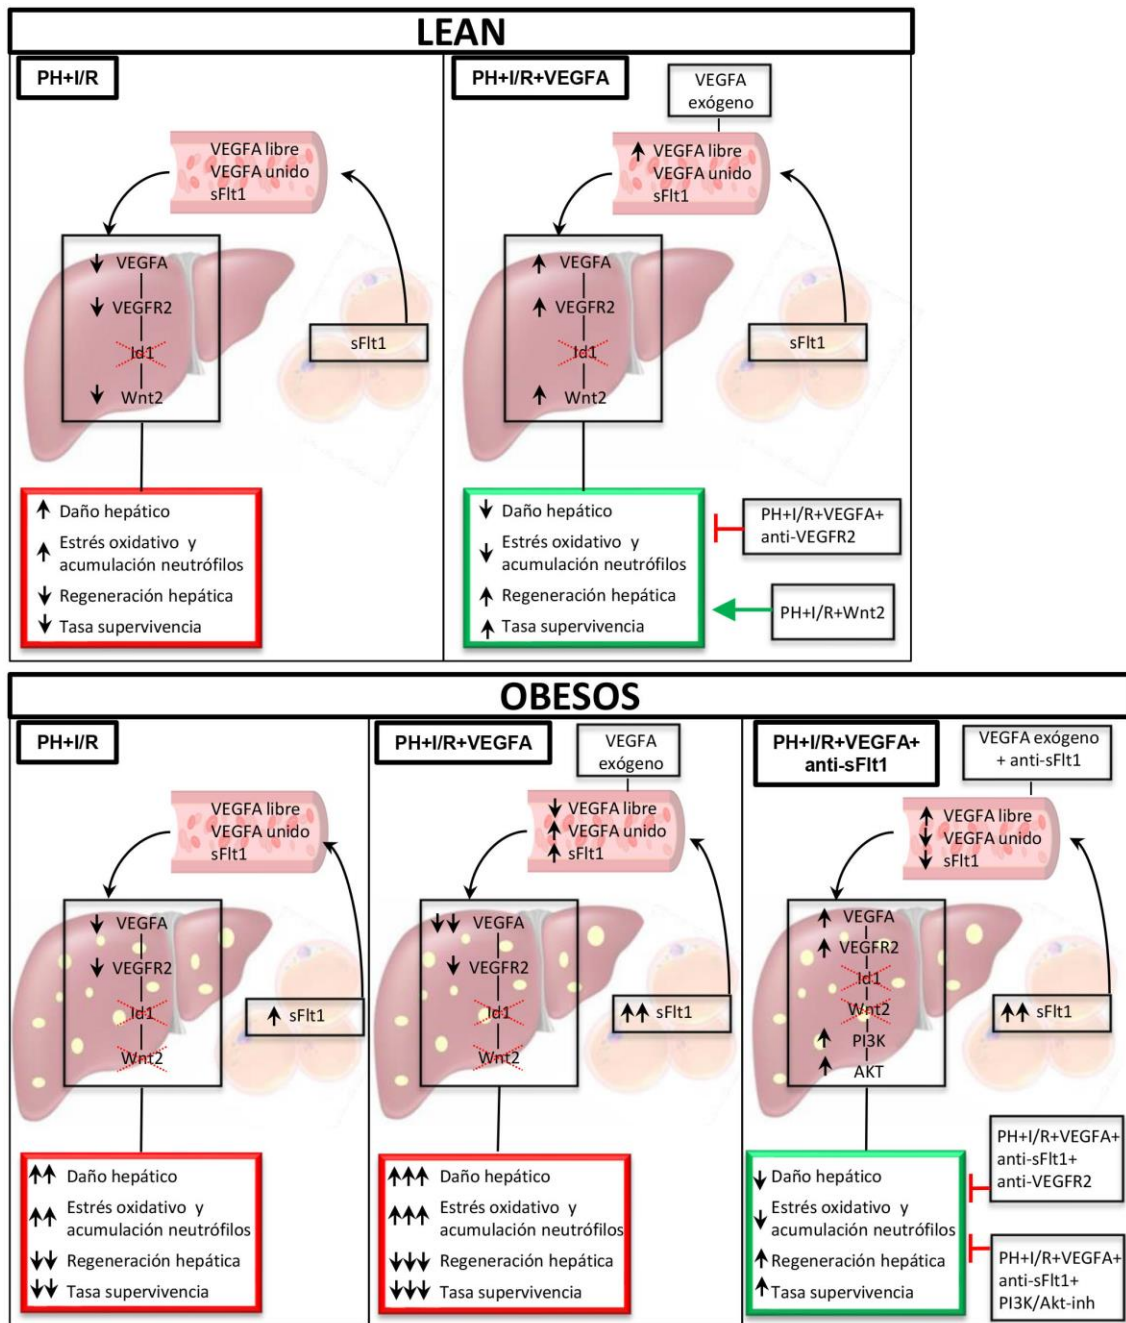 LEAN
PH+I/R
VEGFA libre
VEGFA unido
sFlt1
↓ VEGFA
↓ VEGFR2
Id1
↓ Wnt2
sFlt1
↑ Daño hepático
↑ Estrés oxidativo y
acumulación neutrófilos
↓ Regeneración hepática
↓ Tasa supervivencia
PH+I/R+VEGFA
VEGFA
exógeno
↑ VEGFA libre
VEGFA unido
sFlt1
↑ VEGFA
↑ VEGFR2
Id1
↑ Wnt2
sFlt1
↓ Daño hepático
↓ Estrés oxidativo y
acumulación neutrófilos
↑ Regeneración hepática
↑ Tasa supervivencia
PH+I/R+VEGFA+
anti-VEGFR2
PH+I/R+Wnt2
OBESOS
PH+I/R
VEGFA libre
VEGFA unido
sFlt1
↓ VEGFA
↓ VEGFR2
Id1
Wnt2
↑ sFlt1
↑↑ Daño hepático
↑↑ Estrés oxidativo y
acumulación neutrófilos
↓↓ Regeneración hepática
↓↓ Tasa supervivencia
PH+I/R+VEGFA
VEGFA
exógeno
↓ VEGFA libre
↑ VEGFA unido
↑ sFlt1
↓↓ VEGFA
↓ VEGFR2
Id1
Wnt2
↑↑ sFlt1
↑↑↑ Daño hepático
↑↑↑ Estrés oxidativo y
acumulación neutrófilos
↓↓↓ Regeneración hepática
↓↓↓ Tasa supervivencia
PH+I/R+VEGFA+
anti-sFlt1
VEGFA exógeno
+ anti-sFlt1
↑ VEGFA libre
↓ VEGFA unido
↓ sFlt1
↑ VEGFA
↑ VEGFR2
Id1
Wnt2
↑ PI3K
↑ AKT
↑↑ sFlt1
↓ Daño hepático
↓ Estrés oxidativo y
acumulación neutrófilos
↑ Regeneración hepática
↑ Tasa supervivencia
PH+I/R+VEGFA+
anti-sFlt1+
anti-VEGFR2
PH+I/R+VEGFA+
anti-sFlt1+
PI3K/Akt-inh